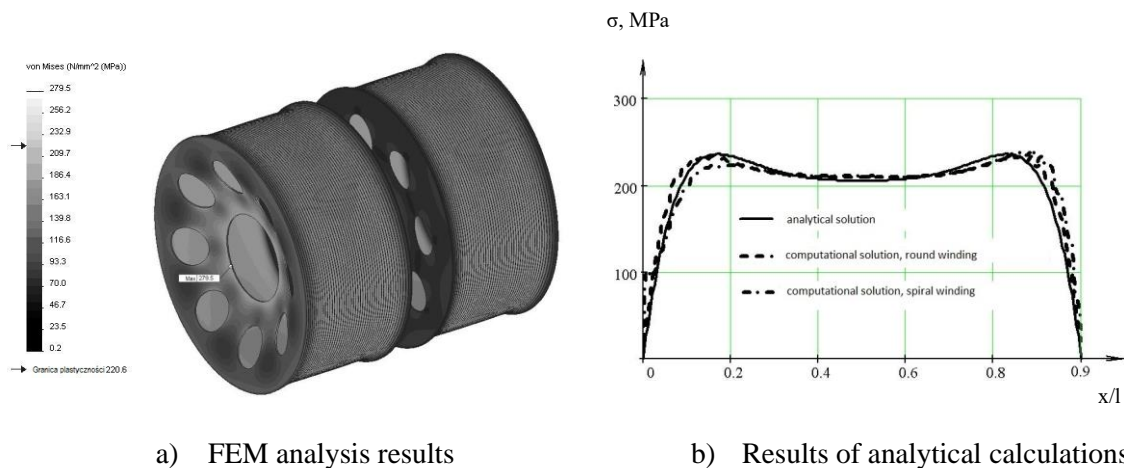 von Mises (N/mm^2 (MPa))
279.5
256.2
232.9
209.7
186.4
163.1
139.8
116.6
93.3
70.0
46.7
23.5
0.2
Granica plastyczności 220.6
σ, MPa
300
200
100
analytical solution
computational solution, round winding
computational solution, spiral winding
0
0.2
0.4
0.6
0.8
0.9
x/l
a) FEM analysis results
b) Results of analytical calculations